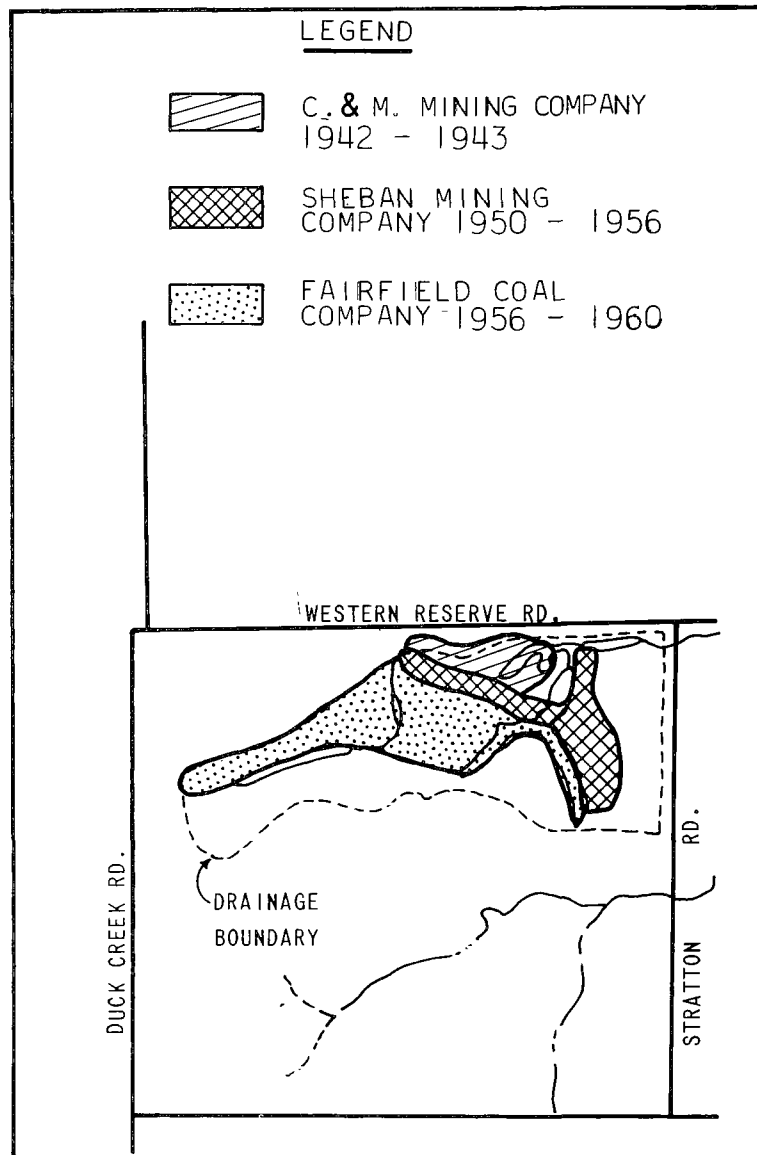 LEGEND
C. & M. MINING COMPANY
1942 - 1943
SHEBAN MINING
COMPANY 1950 - 1956
FAIRFIELD COAL
COMPANY 1956 - 1960
WESTERN RESERVE RD.
DUCK CREEK RD.
DRAINAGE
BOUNDARY
STRATTON RD.